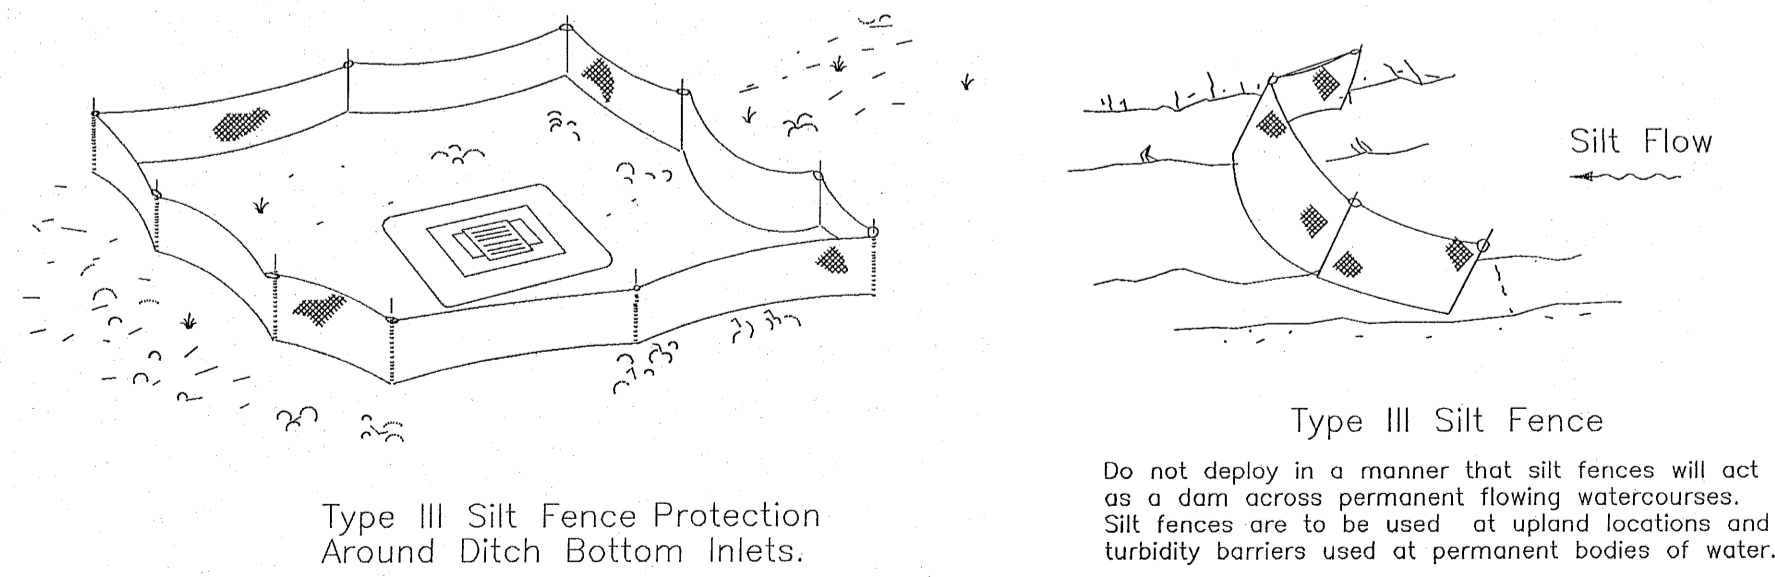 Type III Silt Fence Protection
Around Ditch Bottom Inlets.
Silt Flow
Type III Silt Fence
Do not deploy in a manner that silt fences will act
as a dam across permanent flowing watercourses.
Silt fences are to be used at upland locations and
turbidity barriers used at permanent bodies of water.